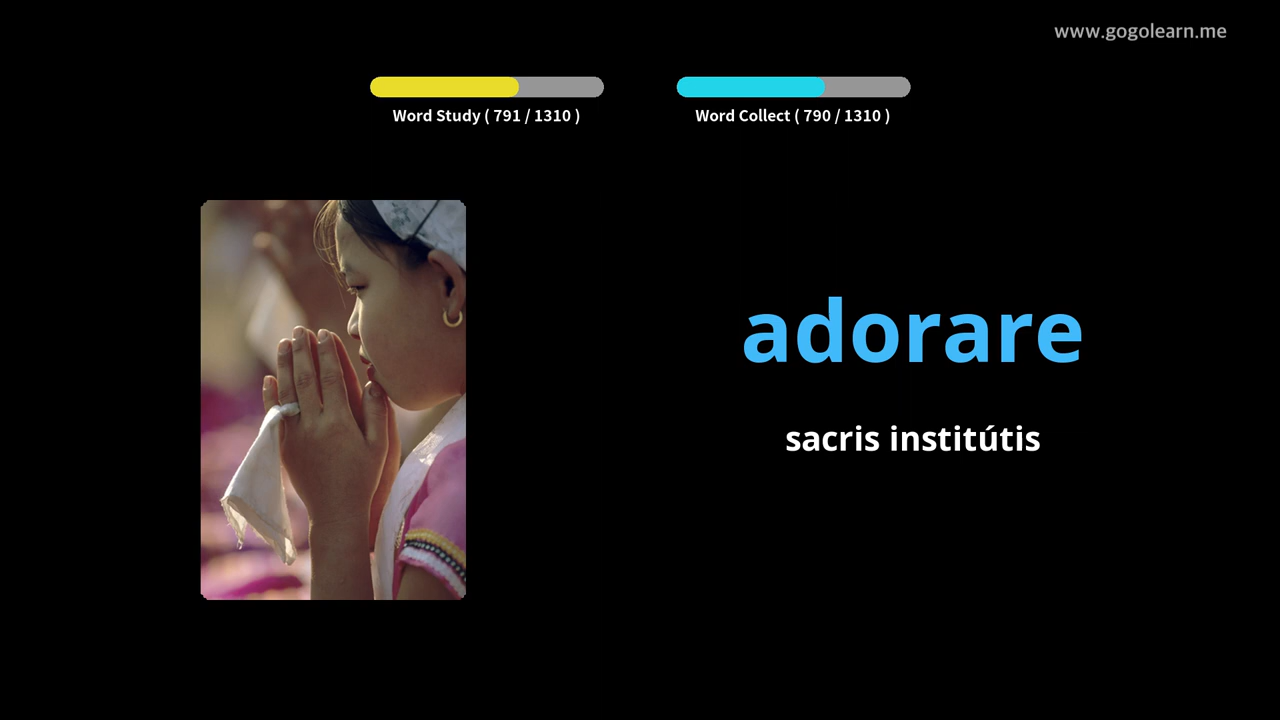 www.gogolearn.me
Word Study ( 791 / 1310 )
Word Collect ( 790 / 1310 )
adorare
sacris institútis